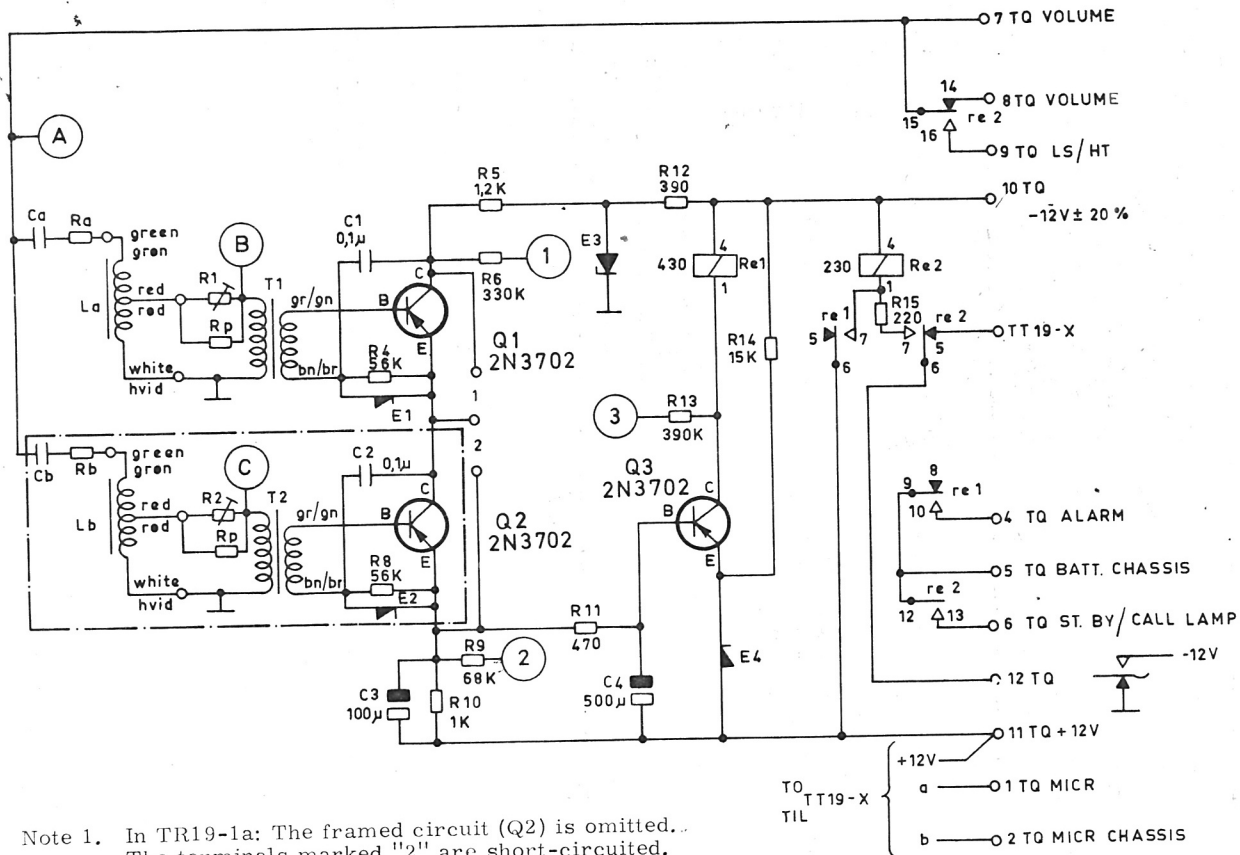 7 TQ VOLUME
14
8 TQ VOLUME
15
re 2
16
9 TQ LS/HT
A
R5
1,2K
R12
390
10 TQ
-12V ± 20 %
Ca
Ra
green
grøn
B
C1
0,1µ
E3
1
R6
330K
4
430
Re1
1
4
230
Re2
1
La
red
rød
R1
T1
gr/gn
C
B
R15
220
re 1
5
7
7
re 2
5
TT19-X
Rp
E
Q1
2N3702
R14
15K
6
6
white
hvid
bn/br
R4
56K
E1
1
3
R13
390K
2
Cb
Rb
green
grøn
C
C2
0,1µ
Q3
2N3702
Lb
red
rød
R2
T2
gr/gn
C
B
Q2
2N3702
C
B
8
9
re 1
10
4 TQ ALARM
Rp
E
E
white
hvid
bn/br
R8
56K
E2
5 TQ BATT. CHASSIS
re 2
12
13
6 TQ ST. BY/CALL LAMP
R11
470
R9
68K
2
E4
-12V
C3
100µ
R10
1K
C4
500µ
12 TQ
11 TQ +12V
+12V
TO
TT19-X
TIL
a
1 TQ MICR
b
2 TQ MICR CHASSIS
Note 1. In TR19-1a: The framed circuit (Q2) is omitted.
The terminals marked "2" are short-circuited.